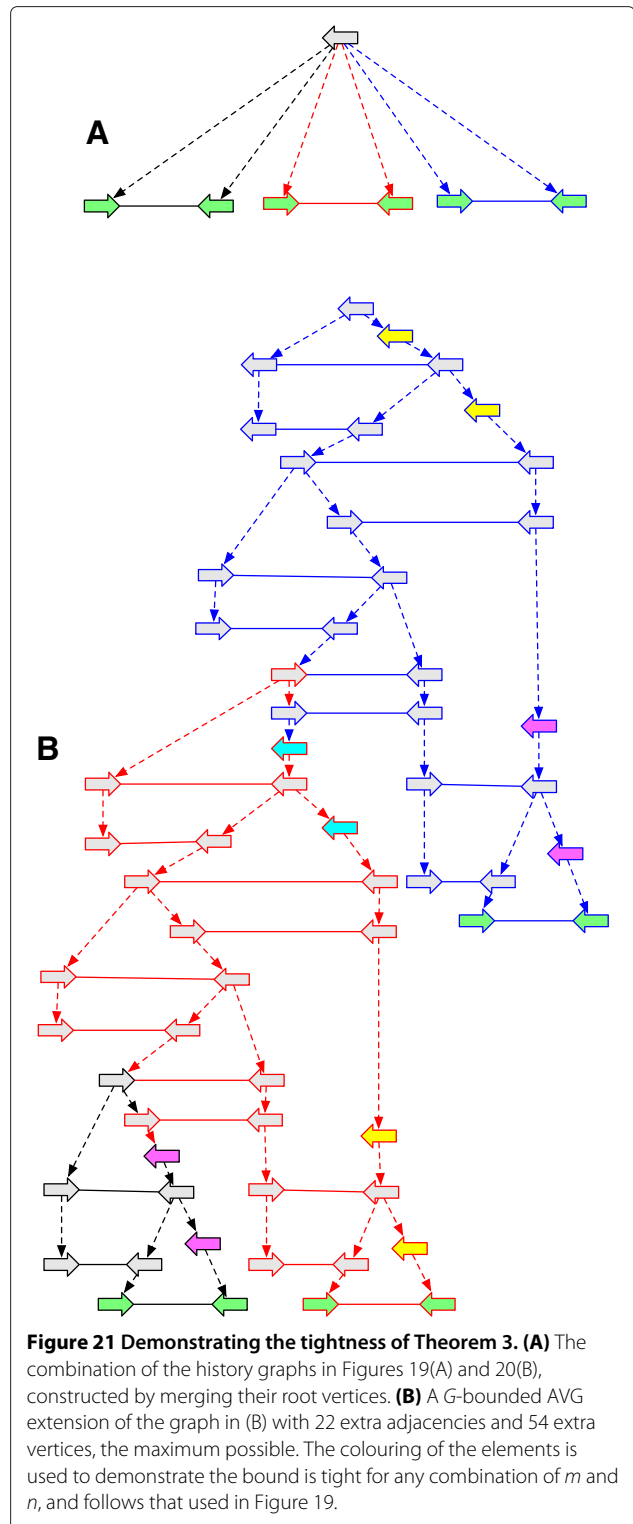 A
B
Figure 21 Demonstrating the tightness of Theorem 3. (A) The
combination of the history graphs in Figures 19(A) and 20(B),
constructed by merging their root vertices. (B) A G-bounded AVG
extension of the graph in (B) with 22 extra adjacencies and 54 extra
vertices, the maximum possible. The colouring of the elements is
used to demonstrate the bound is tight for any combination of m and
n, and follows that used in Figure 19.